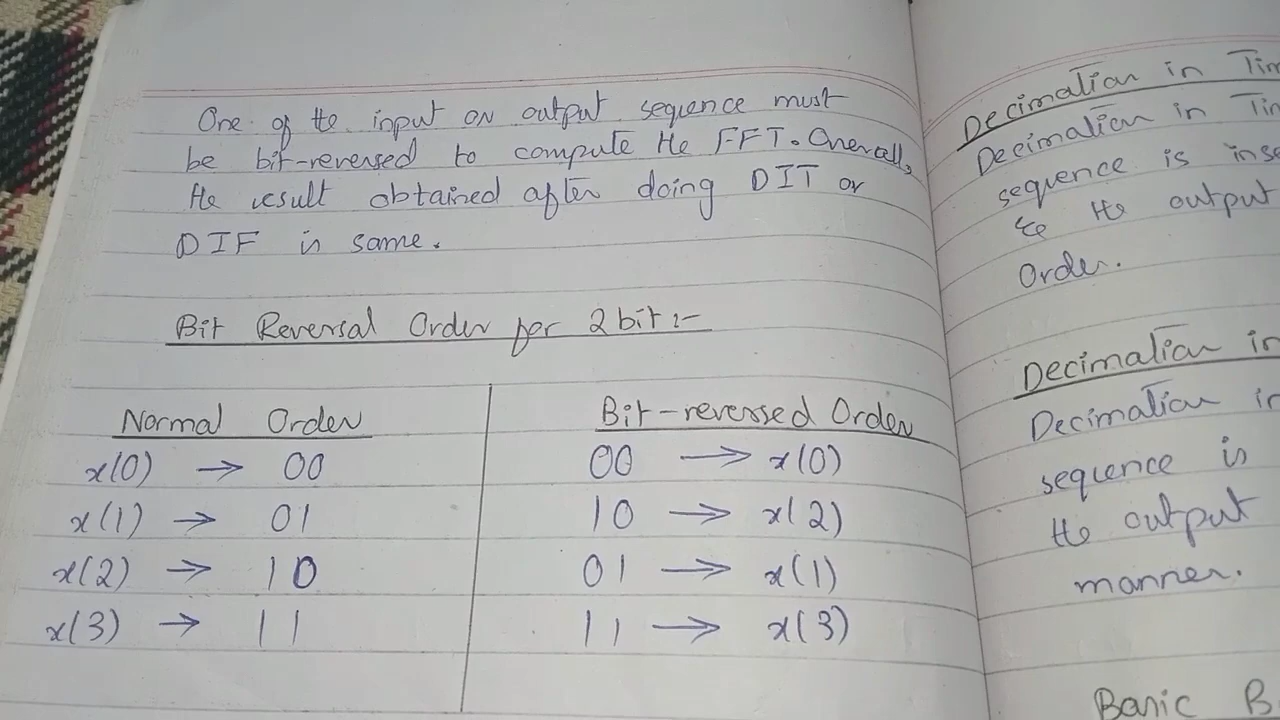 One of the input or output sequence must
be bit-reversed to compute the FFT. Overall,
the result obtained after doing DIT or
DIF is same.
Bit Reversal Order for 2 bit :-
Normal Order
x(0) → 00
x(1) → 01
x(2) → 10
x(3) → 11
Bit-reversed Order
00 → x(0)
10 → x(2)
01 → x(1)
11 → x(3)
Decimation in Tim
Decimation in Tim
sequence is inse
the output
Order.
Decimation in
Decimation in
sequence is
the output
manner.
Basic B